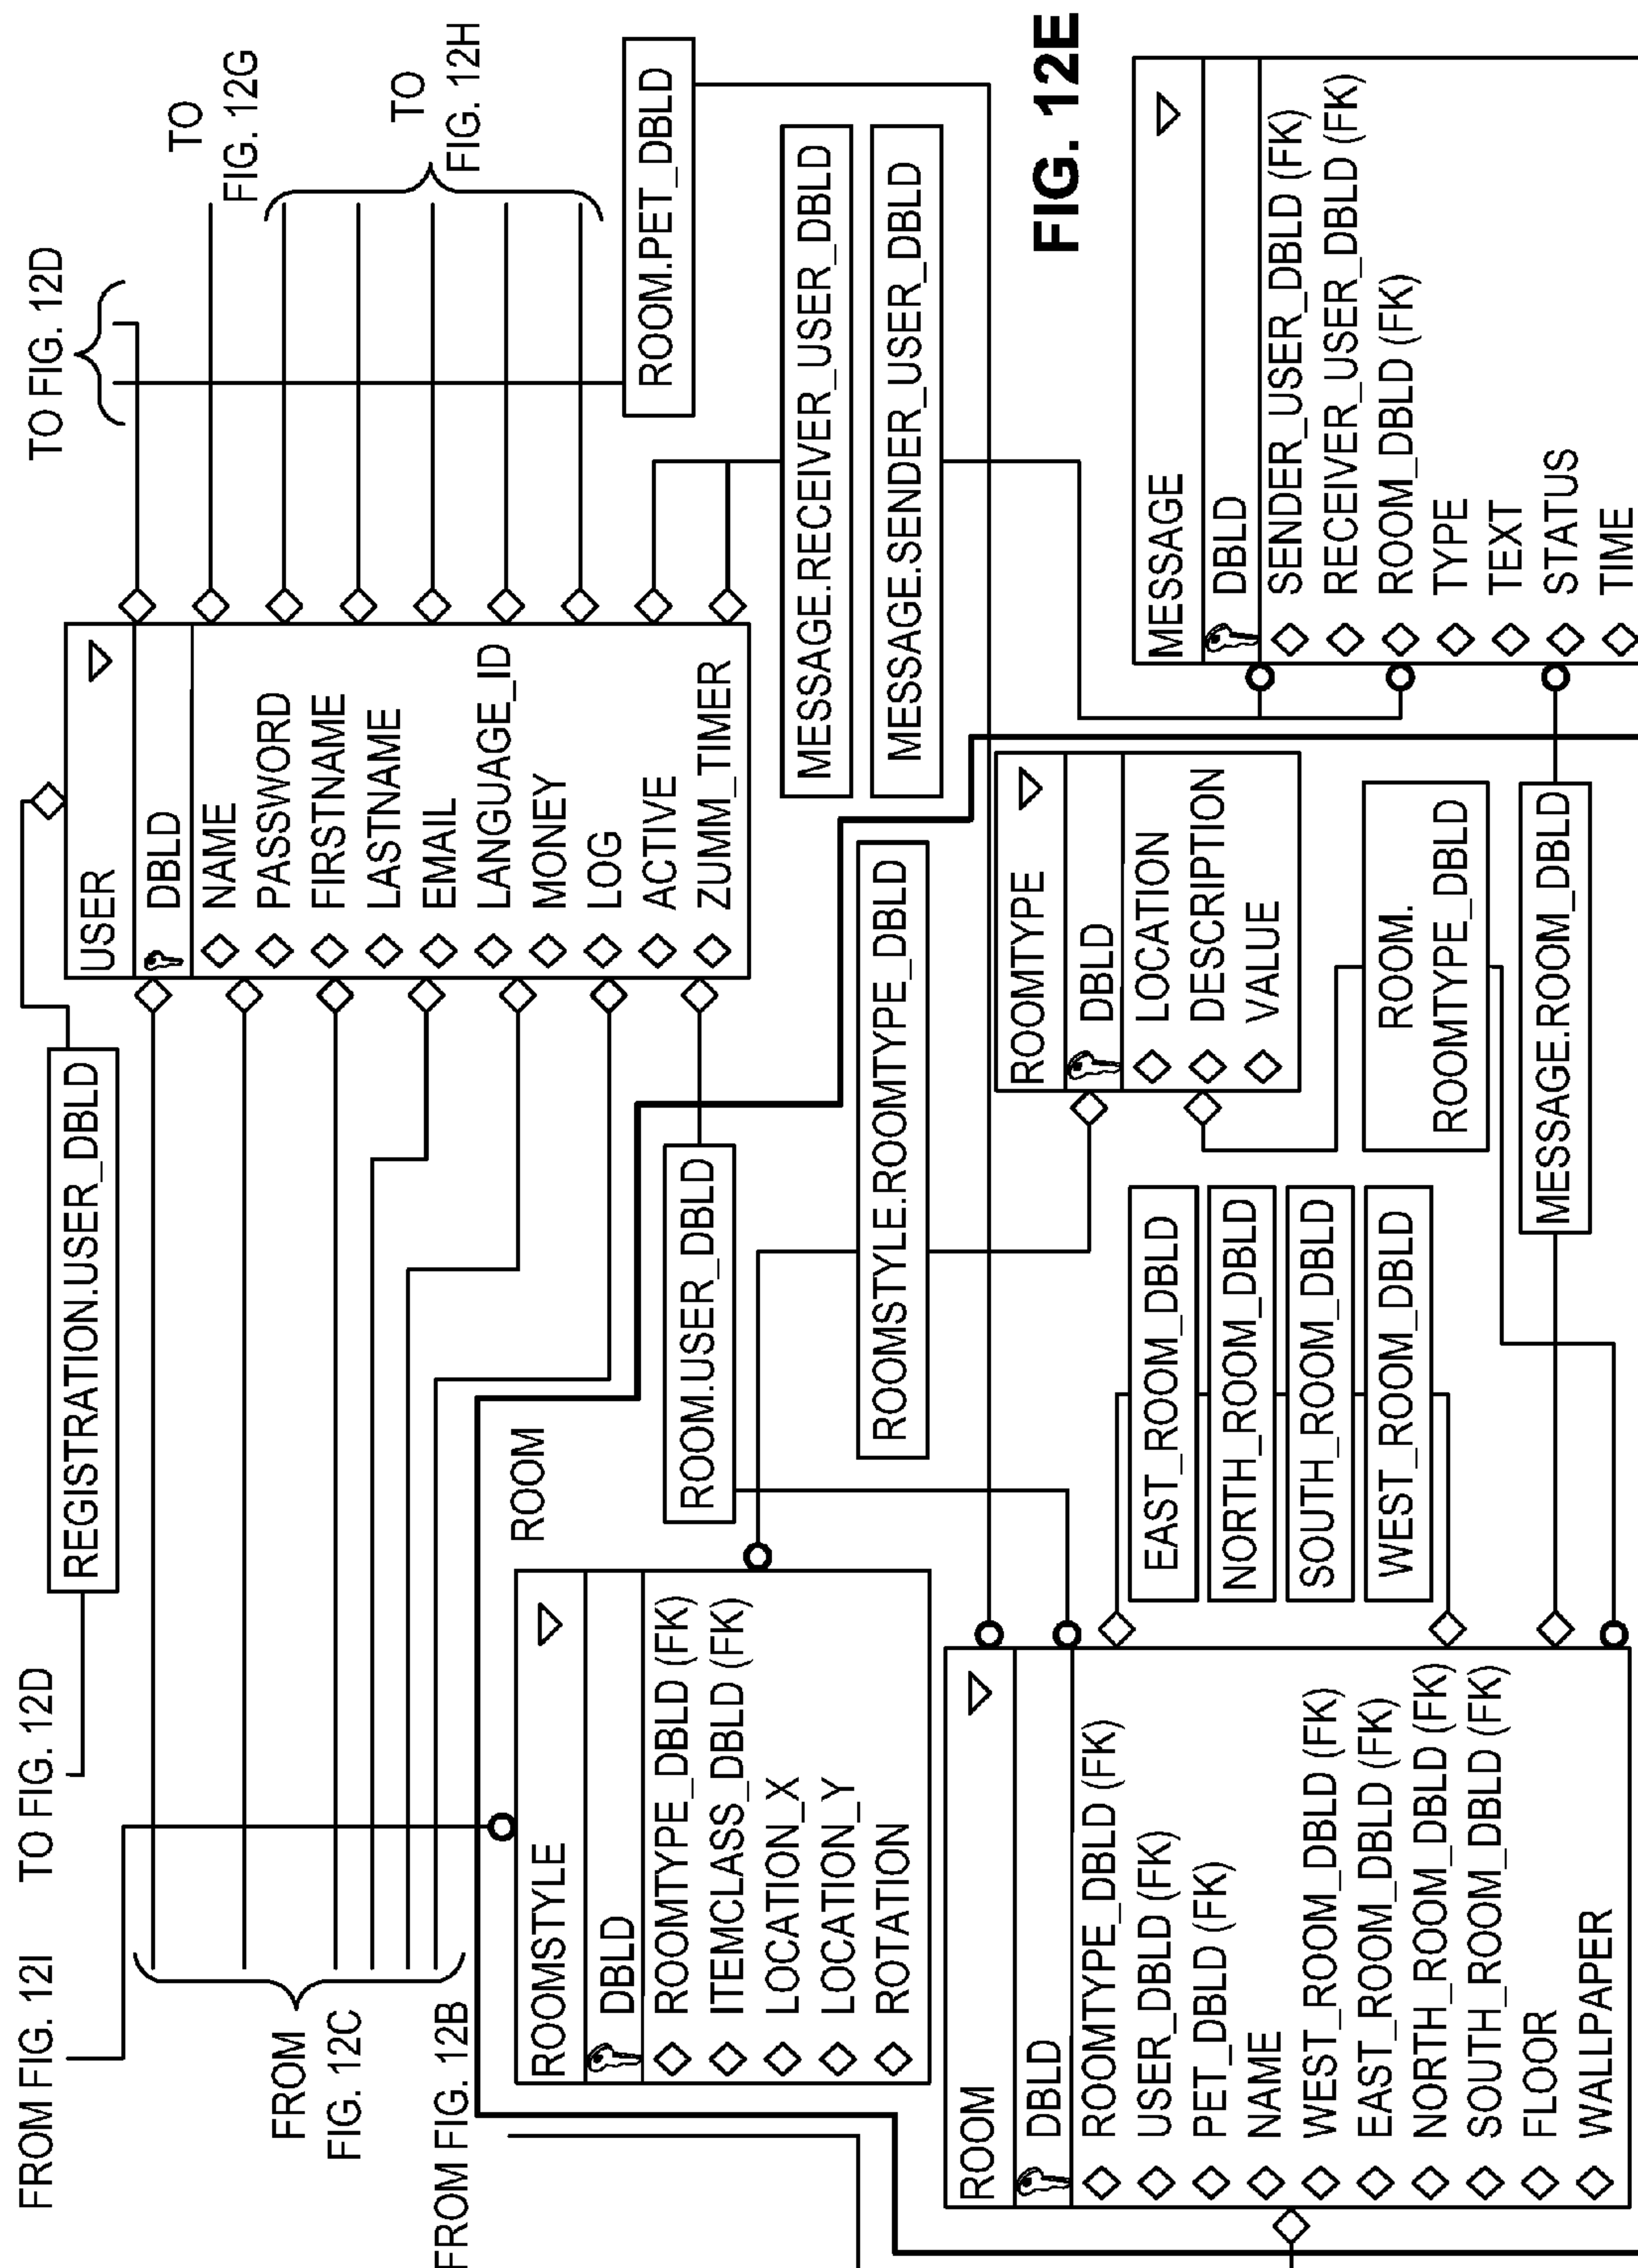 FROM FIG. 12I
TO FIG. 12D
TO FIG. 12D
REGISTRATION.USER_DBLD
FROM
FIG. 12C
FROM FIG. 12B
USER
DBLD
NAME
PASSWORD
FIRSTNAME
LASTNAME
EMAIL
LANGUAGE_ID
MONEY
LOG
ACTIVE
ZUMM_TIMER
TO
FIG. 12G
TO
FIG. 12H
ROOM.PET_DBLD
ROOM
ROOMSTYLE
DBLD
ROOMTYPE_DBLD (FK)
ITEMCLASS_DBLD (FK)
LOCATION_X
LOCATION_Y
ROTATION
ROOM.USER_DBLD
ROOMSTYLE.ROOMTYPE_DBLD
MESSAGE.RECEIVER_USER_DBLD
MESSAGE.SENDER_USER_DBLD
ROOM
DBLD
ROOMTYPE_DBLD (FK)
USER_DBLD (FK)
PET_DBLD (FK)
NAME
WEST_ROOM_DBLD (FK)
EAST_ROOM_DBLD (FK)
NORTH_ROOM_DBLD (FK)
SOUTH_ROOM_DBLD (FK)
FLOOR
WALLPAPER
EAST_ROOM_DBLD
NORTH_ROOM_DBLD
SOUTH_ROOM_DBLD
WEST_ROOM_DBLD
ROOMTYPE
DBLD
LOCATION
DESCRIPTION
VALUE
ROOM.
ROOMTYPE_DBLD
MESSAGE.ROOM_DBLD
FIG. 12E
MESSAGE
DBLD
SENDER_USER_DBLD (FK)
RECEIVER_USER_DBLD (FK)
ROOM_DBLD (FK)
TYPE
TEXT
STATUS
TIME